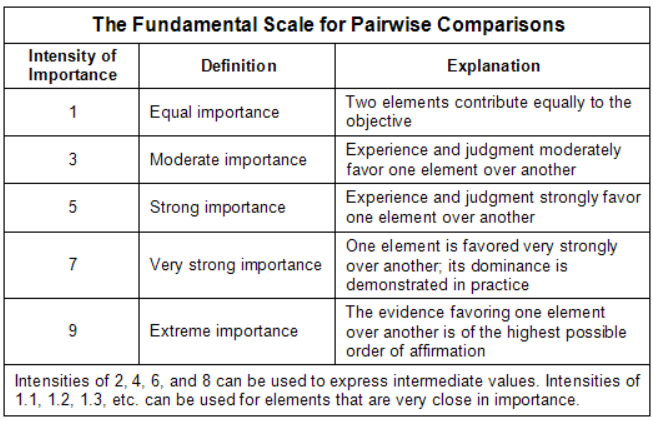 The Fundamental Scale for Pairwise Comparisons
Intensity of
Importance
Definition
Explanation
1
Equal importance
Two elements contribute equally to the
objective
3
Moderate importance
Experience and judgment moderately
favor one element over another
5
Strong importance
Experience and judgment strongly favor
one element over another
7
Very strong importance
One element is favored very strongly
over another; its dominance is
demonstrated in practice
9
Extreme importance
The evidence favoring one element
over another is of the highest possible
order of affirmation
Intensities of 2, 4, 6, and 8 can be used to express intermediate values. Intensities of
1.1, 1.2, 1.3, etc. can be used for elements that are very close in importance.